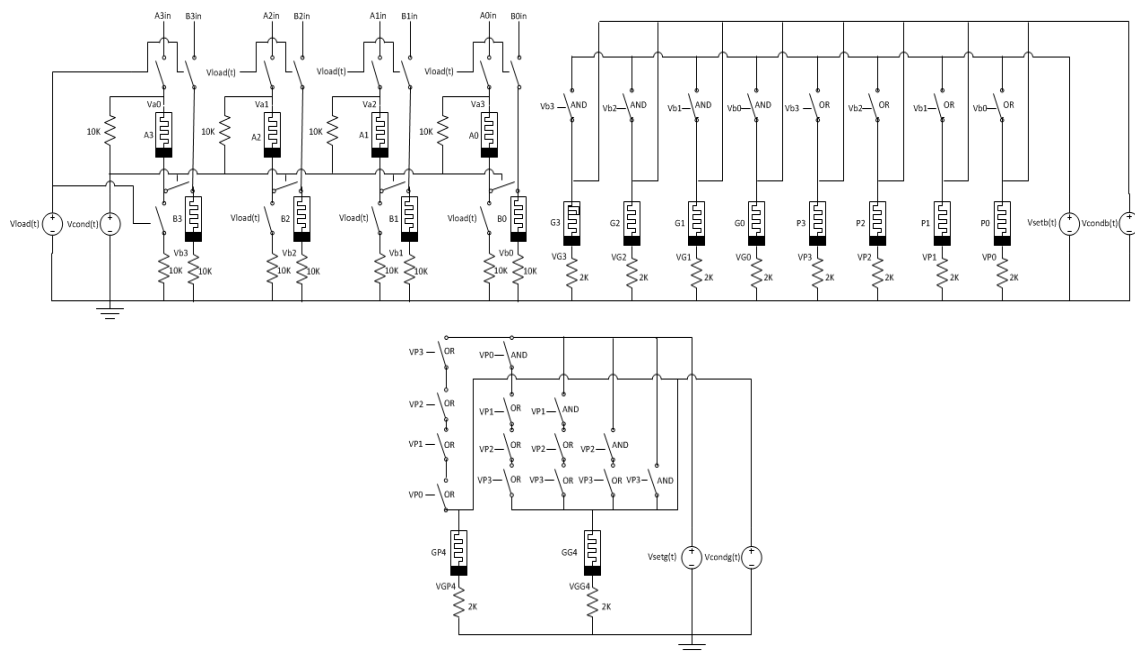 A3in B3in A2in B2in A1in B1in A0in B0in
Vload(t) Vload(t) Vload(t)
Va0 Va1 Va2 Va3
10K A3 10K A2 10K A1 10K A0
Vload(t) Vcond(t) B3 Vload(t) B2 Vload(t) B1 Vload(t) B0
Vb3 Vb2 Vb1 Vb0
10K 10K 10K 10K 10K 10K 10K 10K
Vb3 AND Vb2 AND Vb1 AND Vb0 AND Vb3 OR Vb2 OR Vb1 OR Vb0 OR
G3 G2 G1 G0 P3 P2 P1 P0 Vsetb(t) Vcondb(t)
VG3 VG2 VG1 VG0 VP3 VP2 VP1 VP0
2K 2K 2K 2K 2K 2K 2K 2K
VP3 OR VP0 AND
VP2 OR VP1 OR VP1 AND
VP1 OR VP2 OR VP2 OR VP2 AND
VP3 OR VP3 OR VP3 OR VP3 AND
VP0 OR
GP4 GG4 Vsetg(t) Vcondg(t)
VGP4 VGG4
2K 2K